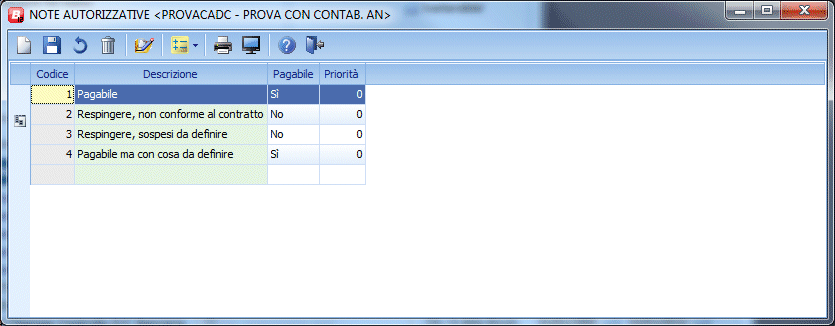 NOTE AUTORIZZATIVE <PROVACADC - PROVA CON CONTAB. AN>
Codice Descrizione Pagabile Priorità
1 Pagabile Sì 0
2 Respingere, non conforme al contratto No 0
3 Respingere, sospesi da definire No 0
4 Pagabile ma con cosa da definire Sì 0